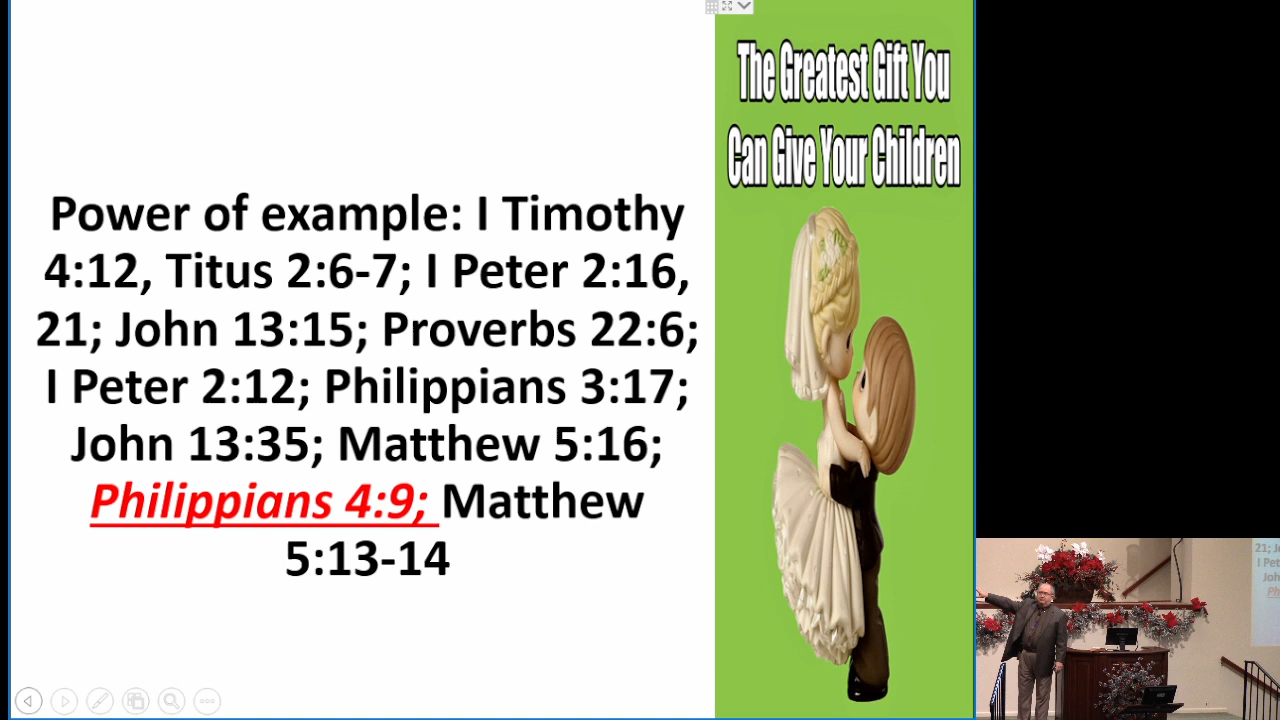 The Greatest Gift You
Can Give Your Children
Power of example: I Timothy
4:12, Titus 2:6-7; I Peter 2:16,
21; John 13:15; Proverbs 22:6;
I Peter 2:12; Philippians 3:17;
John 13:35; Matthew 5:16;
Philippians 4:9; Matthew
5:13-14